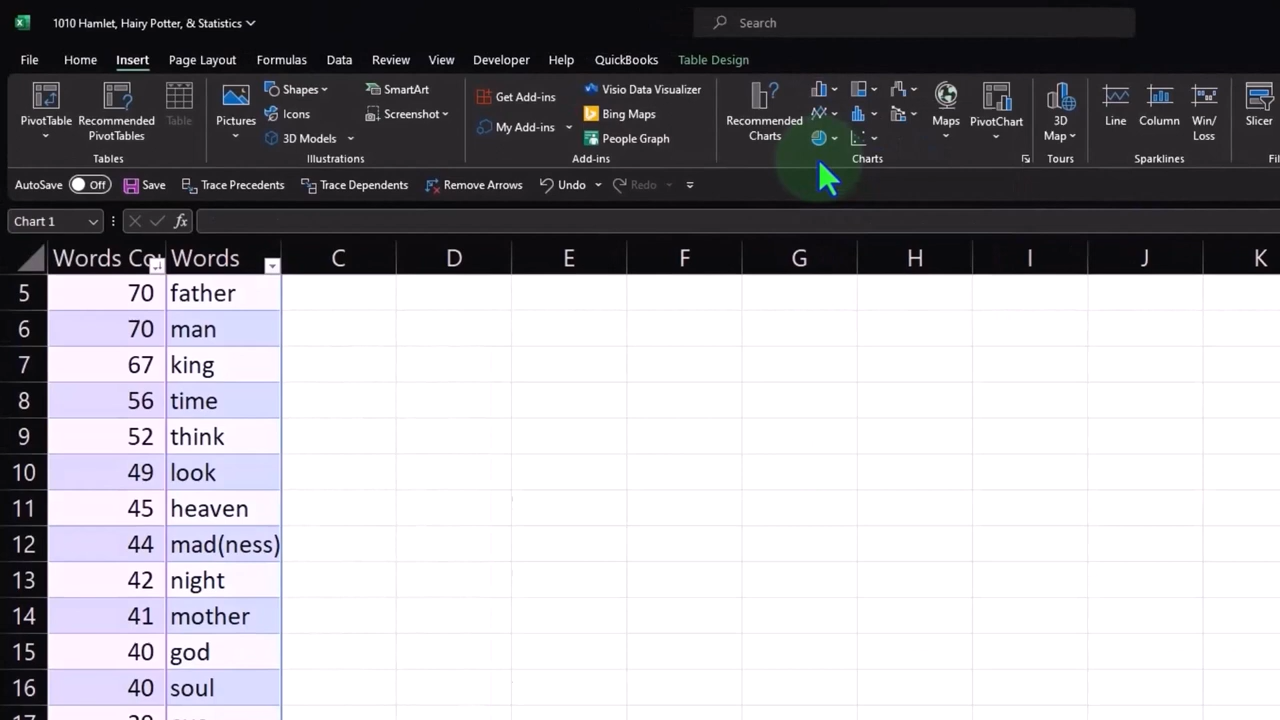 1010 Hamlet, Hairy Potter, & Statistics
Search
File Home Insert Page Layout Formulas Data Review View Developer Help QuickBooks Table Design
PivotTable
Recommended
PivotTables
Table
Tables
Pictures
Shapes
Icons
3D Models
SmartArt
Screenshot
Illustrations
Get Add-ins
My Add-ins
Visio Data Visualizer
Bing Maps
People Graph
Add-ins
Recommended
Charts
Maps
PivotChart
Charts
3D
Map
Tours
Line
Column
Win/
Loss
Sparklines
Slicer
AutoSave Off Save Trace Precedents Trace Dependents Remove Arrows Undo Redo
Chart 1 fx
Words Co Words C D E F G H I J K
5 70 father
6 70 man
7 67 king
8 56 time
9 52 think
10 49 look
11 45 heaven
12 44 mad(ness)
13 42 night
14 41 mother
15 40 god
16 40 soul